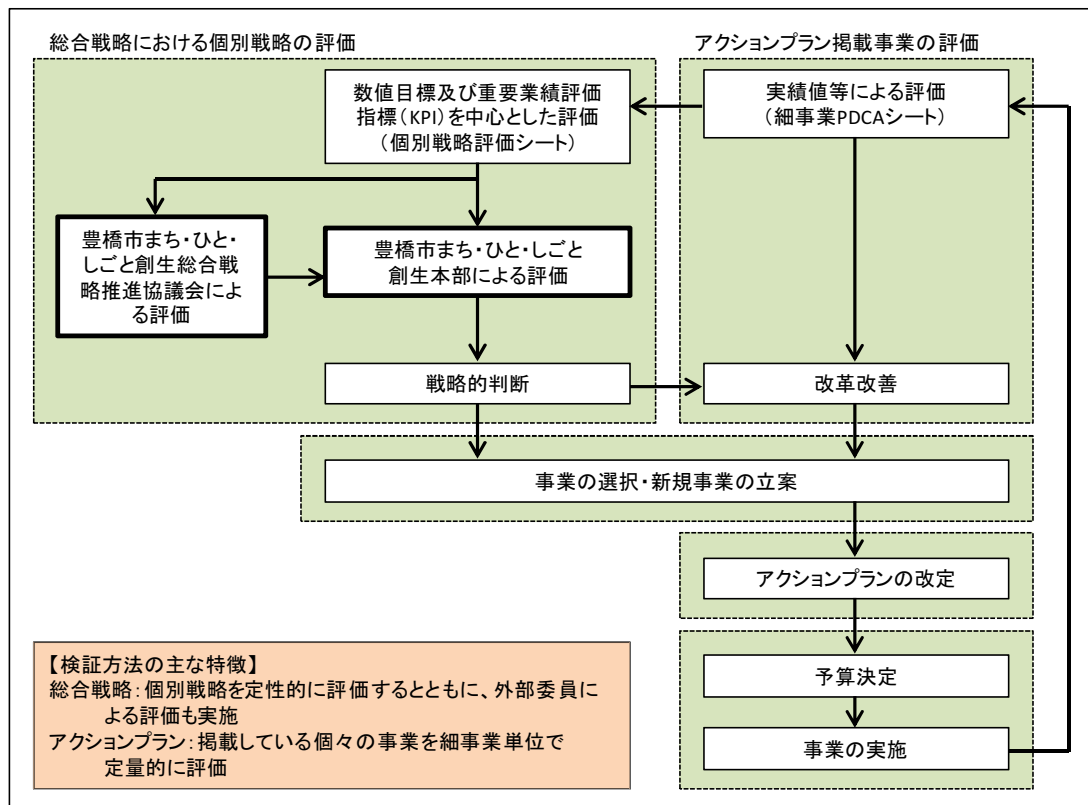 総合戦略における個別戦略の評価
アクションプラン掲載事業の評価
数値目標及び重要業績評価
指標(KPI)を中心とした評価
(個別戦略評価シート)
実績値等による評価
(細事業PDCAシート)
豊橋市まち・ひと・
しごと創生総合戦
略推進協議会によ
る評価
豊橋市まち・ひと・しごと
創生本部による評価
戦略的判断
改革改善
事業の選択・新規事業の立案
アクションプランの改定
予算決定
事業の実施
【検証方法の主な特徴】
総合戦略:個別戦略を定性的に評価するとともに、外部委員に
よる評価も実施
アクションプラン:掲載している個々の事業を細事業単位で
定量的に評価